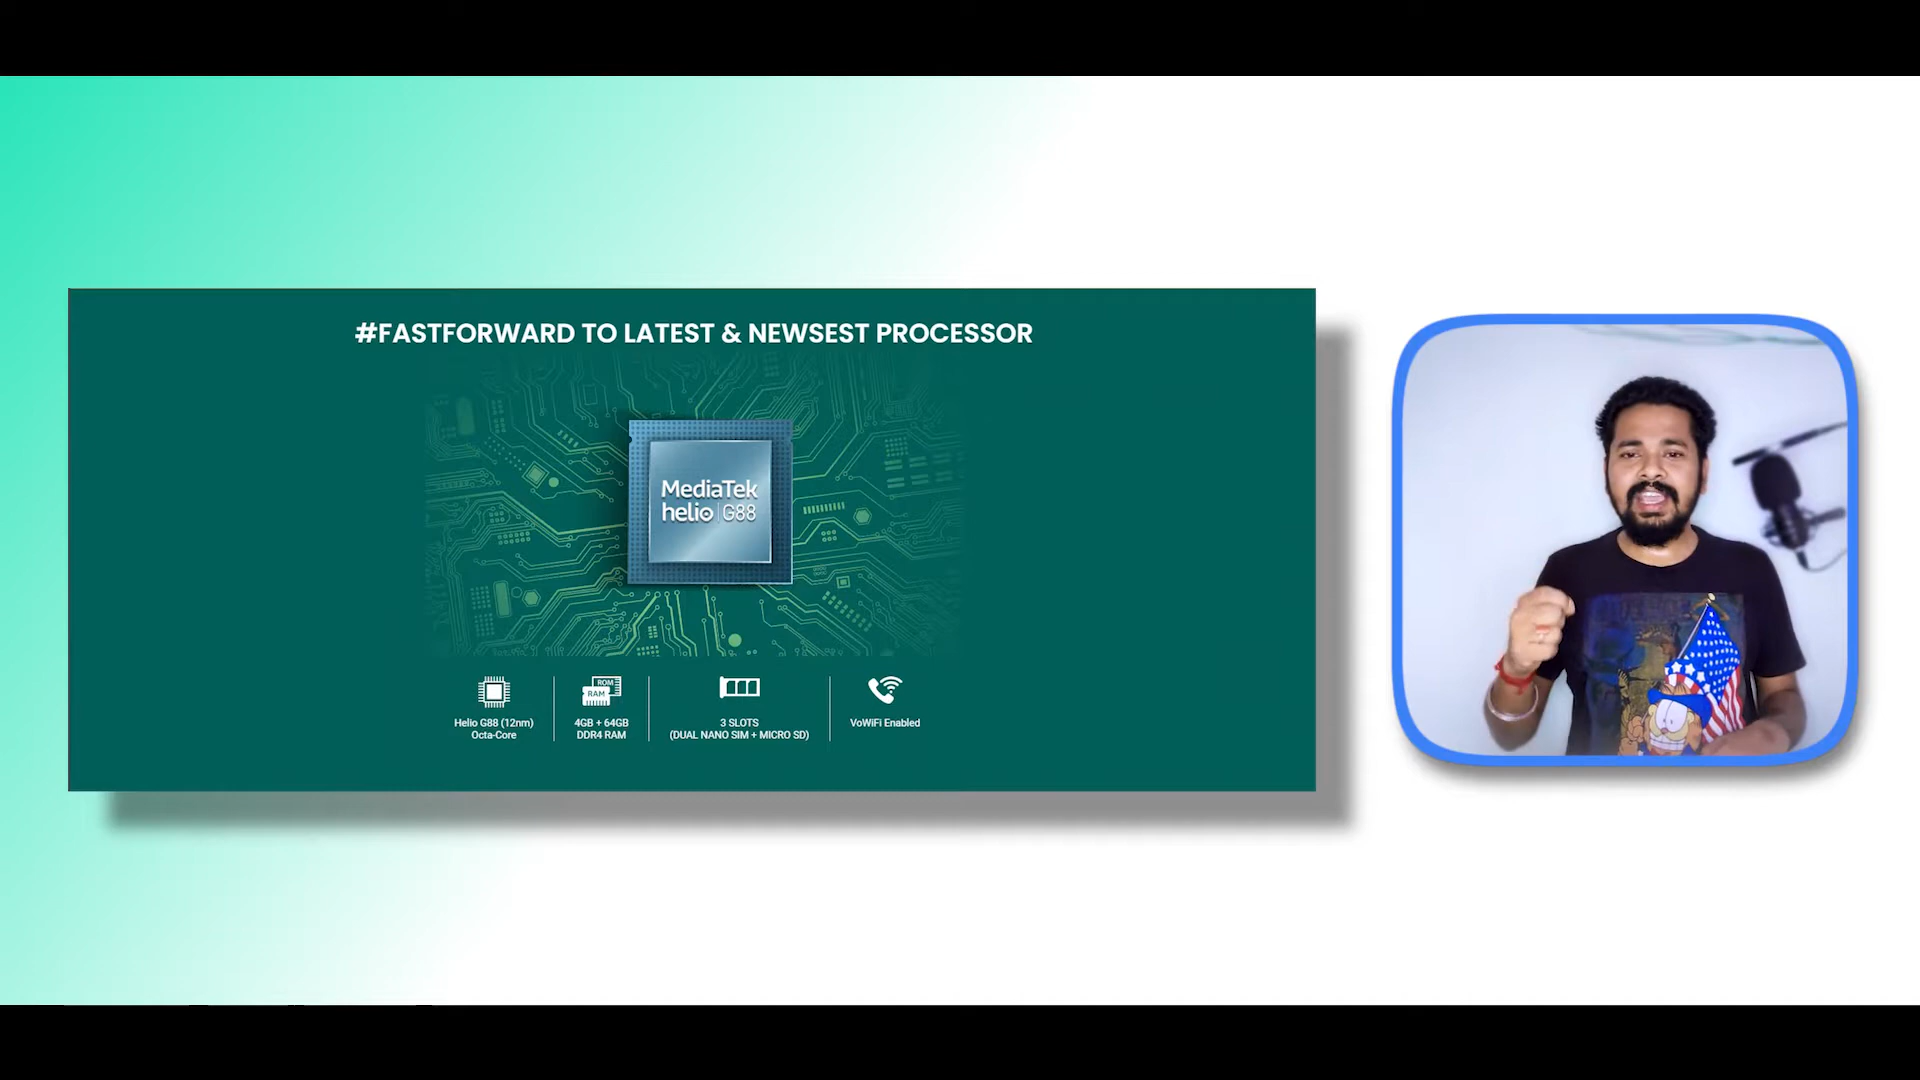 #FASTFORWARD TO LATEST & NEWSEST PROCESSOR
MediaTek
helio G88
ROM
RAM
Helio G88 (12nm)
Octa-Core
4GB + 64GB
DDR4 RAM
3 SLOTS
(DUAL NANO SIM + MICRO SD)
VoWiFi Enabled